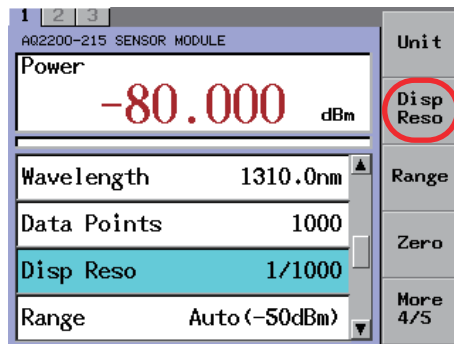 1 2 3
AQ2200-215 SENSOR MODULE
Power
-80.000 dBm
Wavelength 1310.0nm
Data Points 1000
Disp Reso 1/1000
Range Auto(-50dBm)
Unit
Disp
Reso
Range
Zero
More
4/5